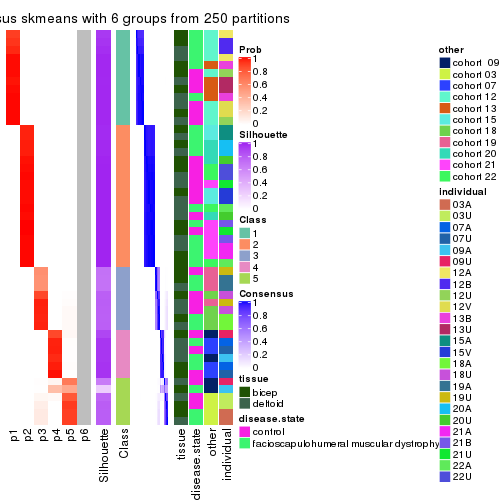 sus skmeans with 6 groups from 250 partitions
Prob
1
0.8
0.6
0.4
0.2
0
Silhouette
1
0.8
0.6
0.4
0.2
0
Class
1
2
3
4
5
Consensus
1
0.8
0.6
0.4
0.2
0
tissue
bicep
deltoid
disease.state
control
facioscapulohumeral muscular dystrophy
other
cohort 09
cohort 03
cohort 07
cohort 12
cohort 13
cohort 15
cohort 18
cohort 19
cohort 20
cohort 21
cohort 22
individual
03A
03U
07A
07U
09A
09U
12A
12B
12U
12V
13B
13U
15A
15V
18A
18U
19A
19U
20A
20U
21A
21B
21U
22A
22U
p1
p2
p3
p4
p5
p6
Silhouette
Class
tissue
disease.state
other
individual